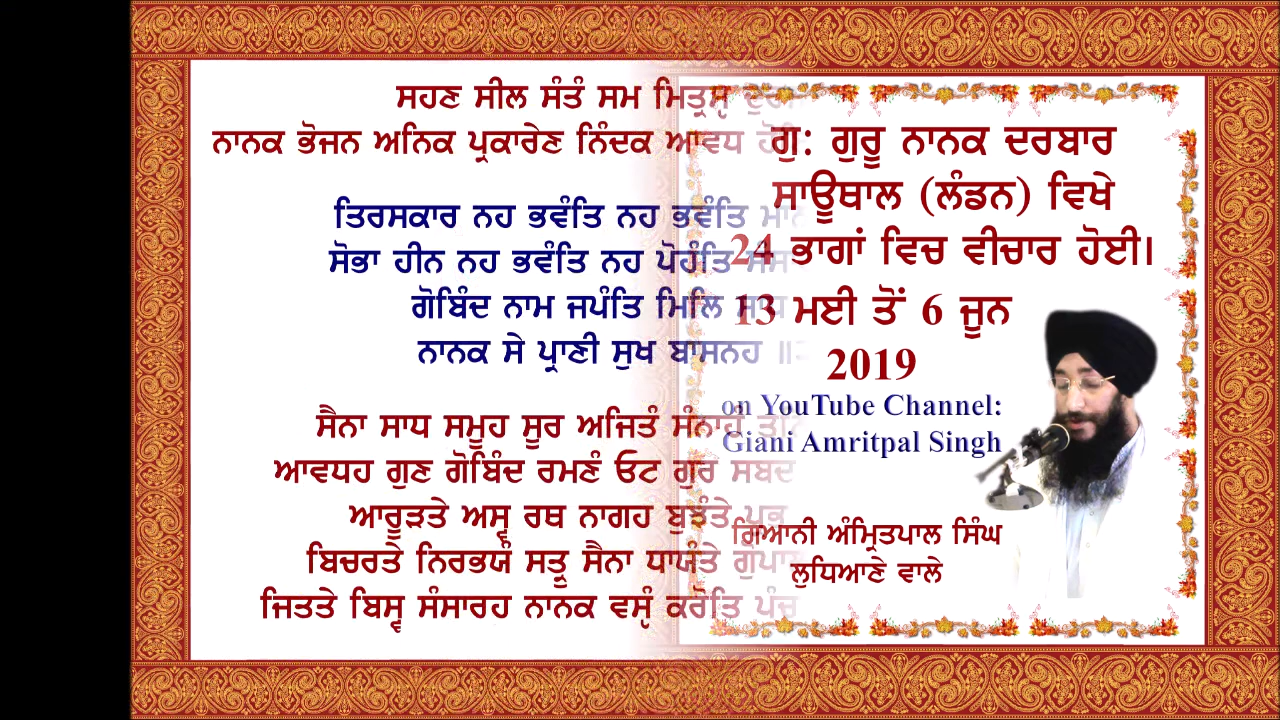 ਸਹਣ ਸੀਲ ਸੰਤੰ ਸਮ ਮਿਤ੍ਰਸ੍ਯ
ਨਾਨਕ ਭੋਜਨ ਅਨਿਕ ਪ੍ਰਕਾਰੇਣ ਨਿੰਦਕ ਆਵਧ
ਤਿਰਸਕਾਰ ਨਹ ਭਵੰਤਿ ਨਹ ਭਵੰਤਿ
ਸੋਭਾ ਹੀਨ ਨਹ ਭਵੰਤਿ ਨਹ ਪੋਹੰਤਿ
ਗੋਬਿੰਦ ਨਾਮ ਜਪੰਤਿ ਮਿਲਿ ਸਾਧ
ਨਾਨਕ ਸੇ ਪ੍ਰਾਣੀ ਸੁਖ ਬਾਸਨਹ ॥
ਸੈਨਾ ਸਾਧ ਸਮੂਹ ਸੂਰ ਅਜਿਤੰ ਸੰਨਾਹੰ
ਆਵਧਹ ਗੁਣ ਗੋਬਿੰਦ ਰਮਣੰ ਓਟ ਗੁਰ ਸਬਦ
ਆਰੂੜਤੇ ਅਸ੍ਵ ਰਥ ਨਾਗਹ ਬੁਝੰਤੇ ਪ੍ਰਭ
ਬਿਚਰਤੇ ਨਿਰਭਯੰ ਸਤ੍ਰੁ ਸੈਨਾ ਧਾਯੰਤੇ
ਜਿਤਤੇ ਬਿਸ੍ਵ ਸੰਸਾਰਹ ਨਾਨਕ ਵਸ੍ਯੰ ਕਰੋਤਿ ਪੰਚ
ਗੁ: ਗੁਰੂ ਨਾਨਕ ਦਰਬਾਰ
ਸਾਊਥਾਲ (ਲੰਡਨ) ਵਿਖੇ
24 ਭਾਗਾਂ ਵਿਚ ਵੀਚਾਰ ਹੋਈ।
13 ਮਈ ਤੋਂ 6 ਜੂਨ
2019
on YouTube Channel:
Giani Amritpal Singh
ਗਿਆਨੀ ਅੰਮ੍ਰਿਤਪਾਲ ਸਿੰਘ
ਲੁਧਿਆਣੇ ਵਾਲੇ